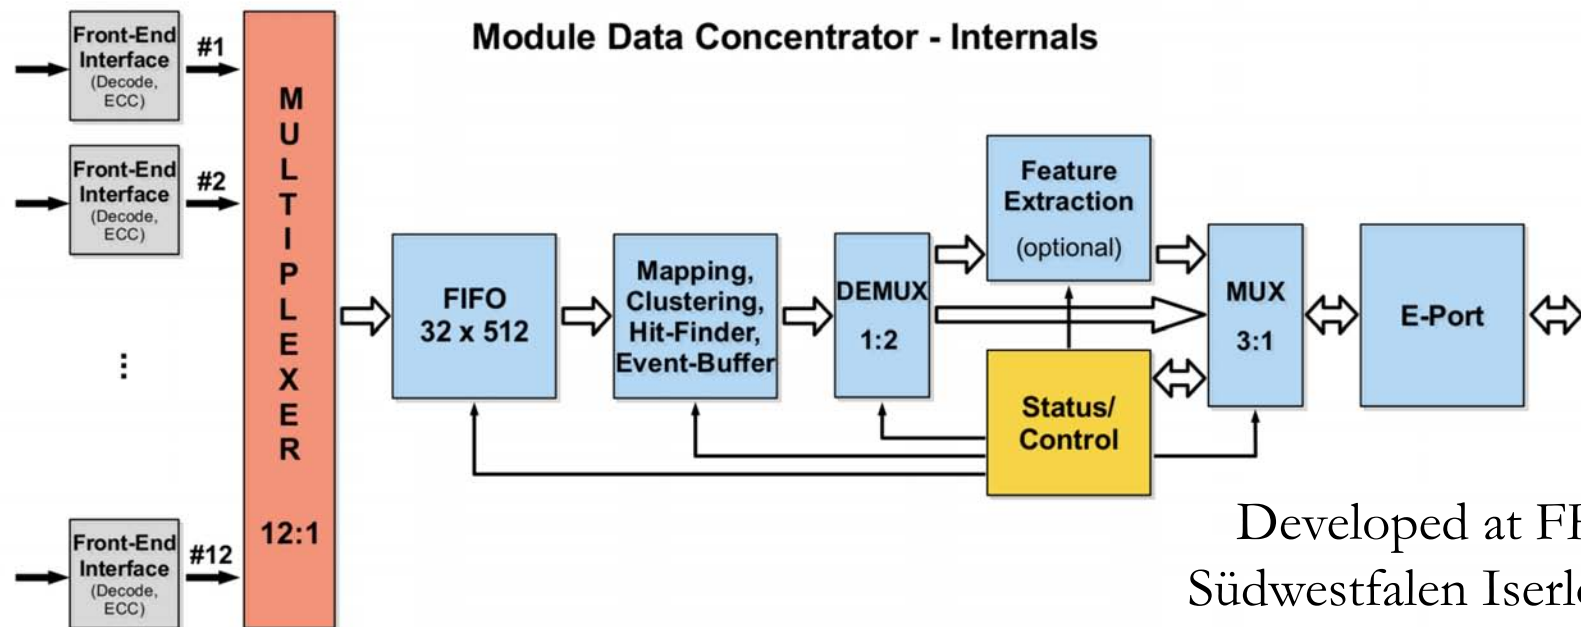 Module Data Concentrator - Internals
Front-End
Interface
(Decode,
ECC)
#1
Front-End
Interface
(Decode,
ECC)
#2
⋮
Front-End
Interface
(Decode,
ECC)
#12
MULTIPLEXER
12:1
FIFO
32 x 512
Mapping,
Clustering,
Hit-Finder,
Event-Buffer
DEMUX
1:2
Feature
Extraction
(optional)
Status/
Control
MUX
3:1
E-Port
Developed at
Südwestfalen